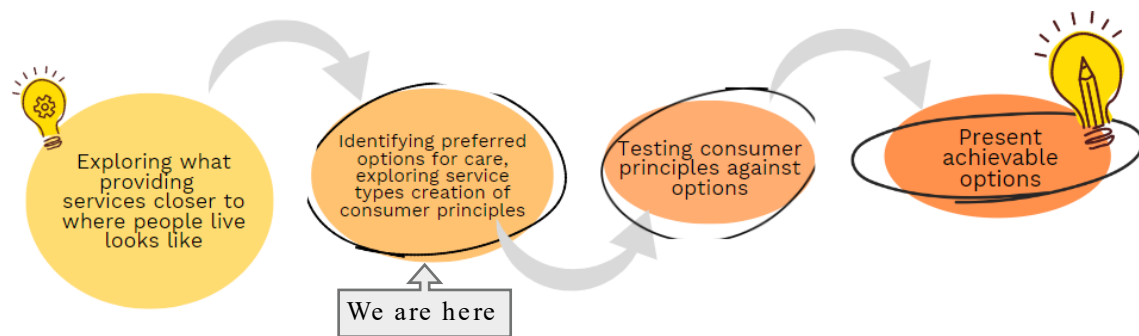 Exploring what
providing
services closer to
where people live
looks like
Identifying preferred
options for care,
exploring service
types creation of
consumer principles
We are here
Testing consumer
principles against
options
Present
achievable
options